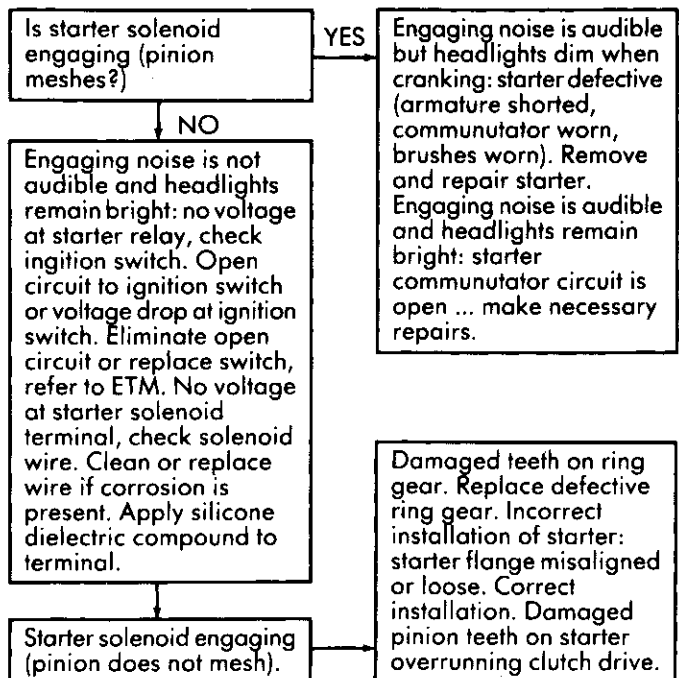 Is starter solenoid
engaging (pinion
meshes?)
YES
Engaging noise is audible
but headlights dim when
cranking: starter defective
(armature shorted,
communutator worn,
brushes worn). Remove
and repair starter.
Engaging noise is audible
and headlights remain
bright: starter
communutator circuit is
open ... make necessary
repairs.
NO
Engaging noise is not
audible and headlights
remain bright: no voltage
at starter relay, check
ingition switch. Open
circuit to ignition switch
or voltage drop at ignition
switch. Eliminate open
circuit or replace switch,
refer to ETM. No voltage
at starter solenoid
terminal, check solenoid
wire. Clean or replace
wire if corrosion is
present. Apply silicone
dielectric compound to
terminal.
Starter solenoid engaging
(pinion does not mesh).
Damaged teeth on ring
gear. Replace defective
ring gear. Incorrect
installation of starter:
starter flange misaligned
or loose. Correct
installation. Damaged
pinion teeth on starter
overrunning clutch drive.